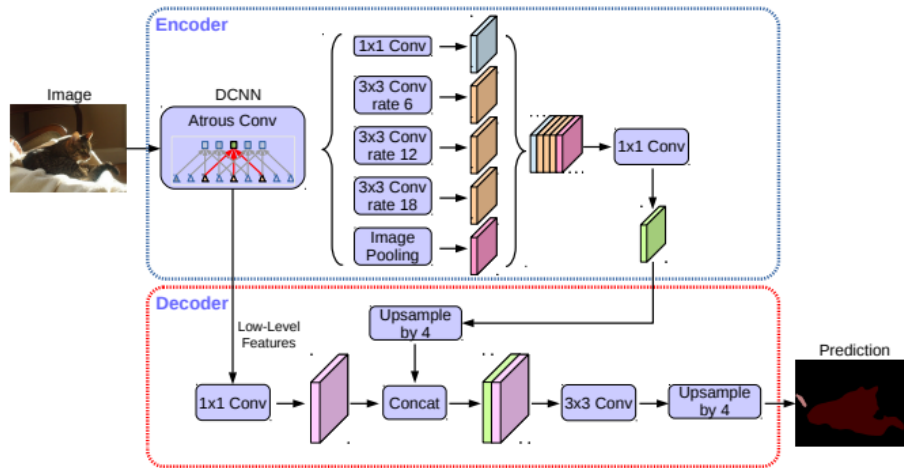 Encoder
Image
DCNN
Atrous Conv
1x1 Conv
3x3 Conv
rate 6
3x3 Conv
rate 12
3x3 Conv
rate 18
Image
Pooling
1x1 Conv
Decoder
Low-Level
Features
Upsample
by 4
1x1 Conv
Concat
3x3 Conv
Upsample
by 4
Prediction